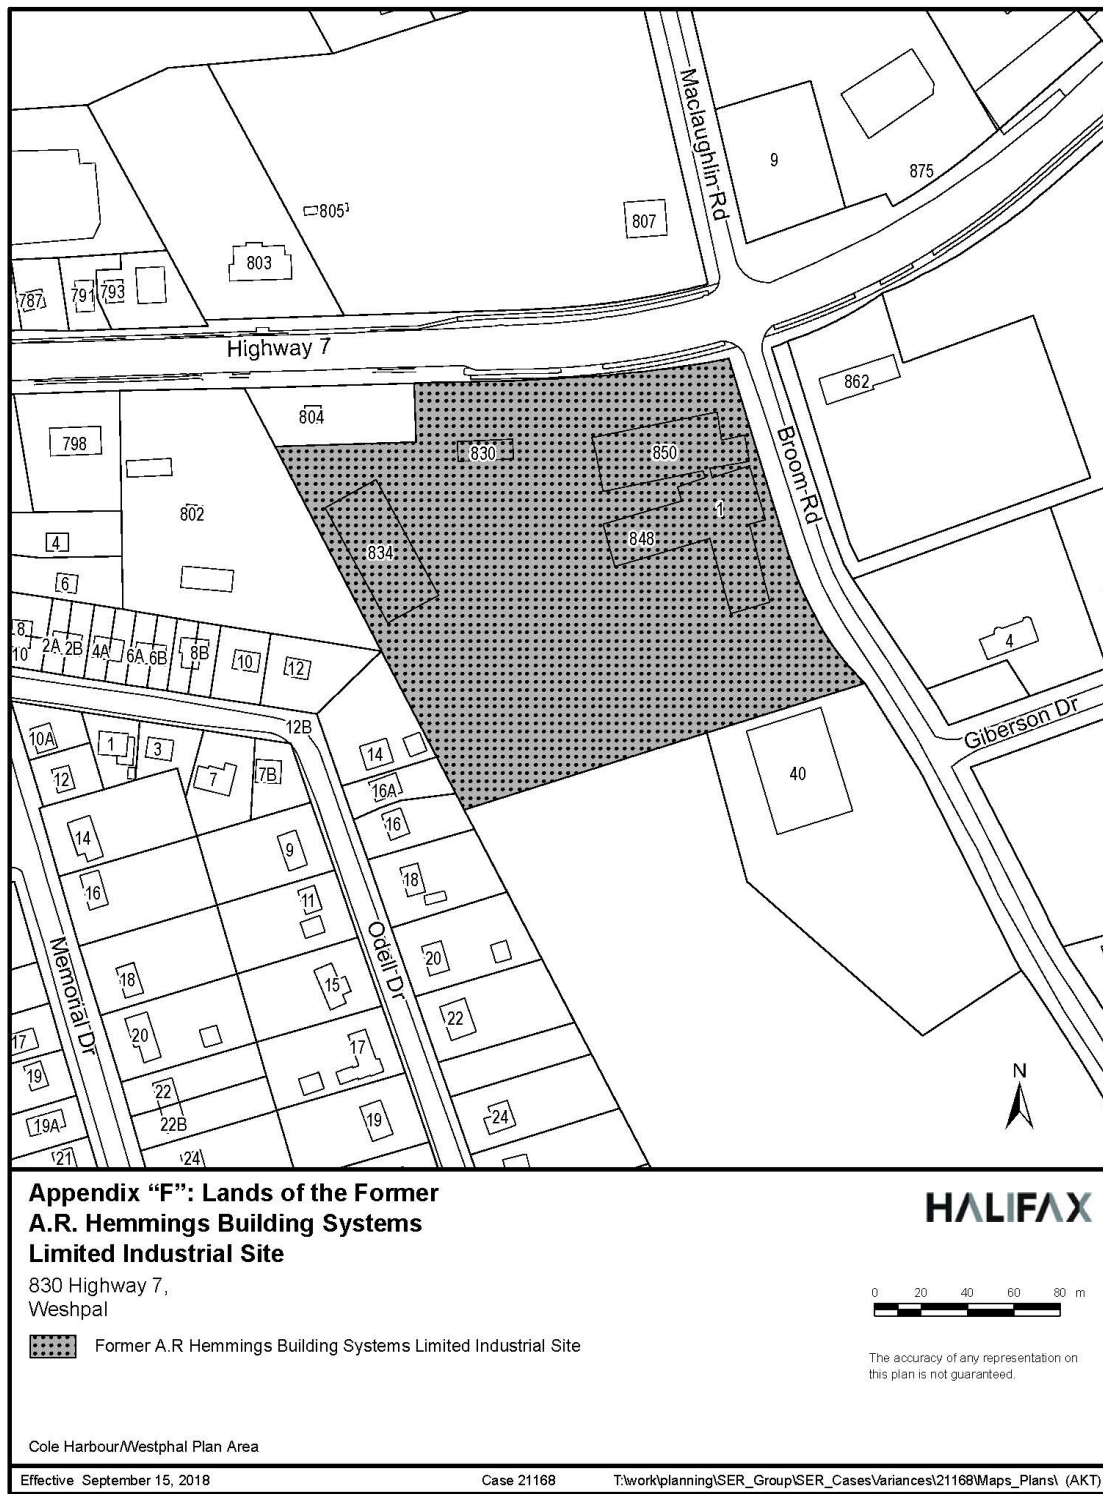 Maclaughlin Rd
9
875
805
807
803
787
791
793
Highway 7
804
862
798
830
850
Broom Rd
802
1
834
848
4
6
8
10
2A
2B
4A
6A
6B
8B
10
12
4
12B
Giberson Dr
10A
1
3
14
12
7
7B
16A
40
14
16
9
16
18
11
Odell Dr
Memorial Dr
18
20
15
20
22
17
17
19
22
N
19A
22B
19
24
21
24
Appendix “F”: Lands of the Former
A.R. Hemmings Building Systems
Limited Industrial Site
830 Highway 7,
Weshpal
Former A.R Hemmings Building Systems Limited Industrial Site
HALIFAX
0 20 40 60 80 m
The accuracy of any representation on
this plan is not guaranteed.
Cole Harbour/Westphal Plan Area
Effective September 15, 2018 Case 21168 T:\work\planning\SER_Group\SER_CasesVariances\21168\Maps_Plans\ (AKT)